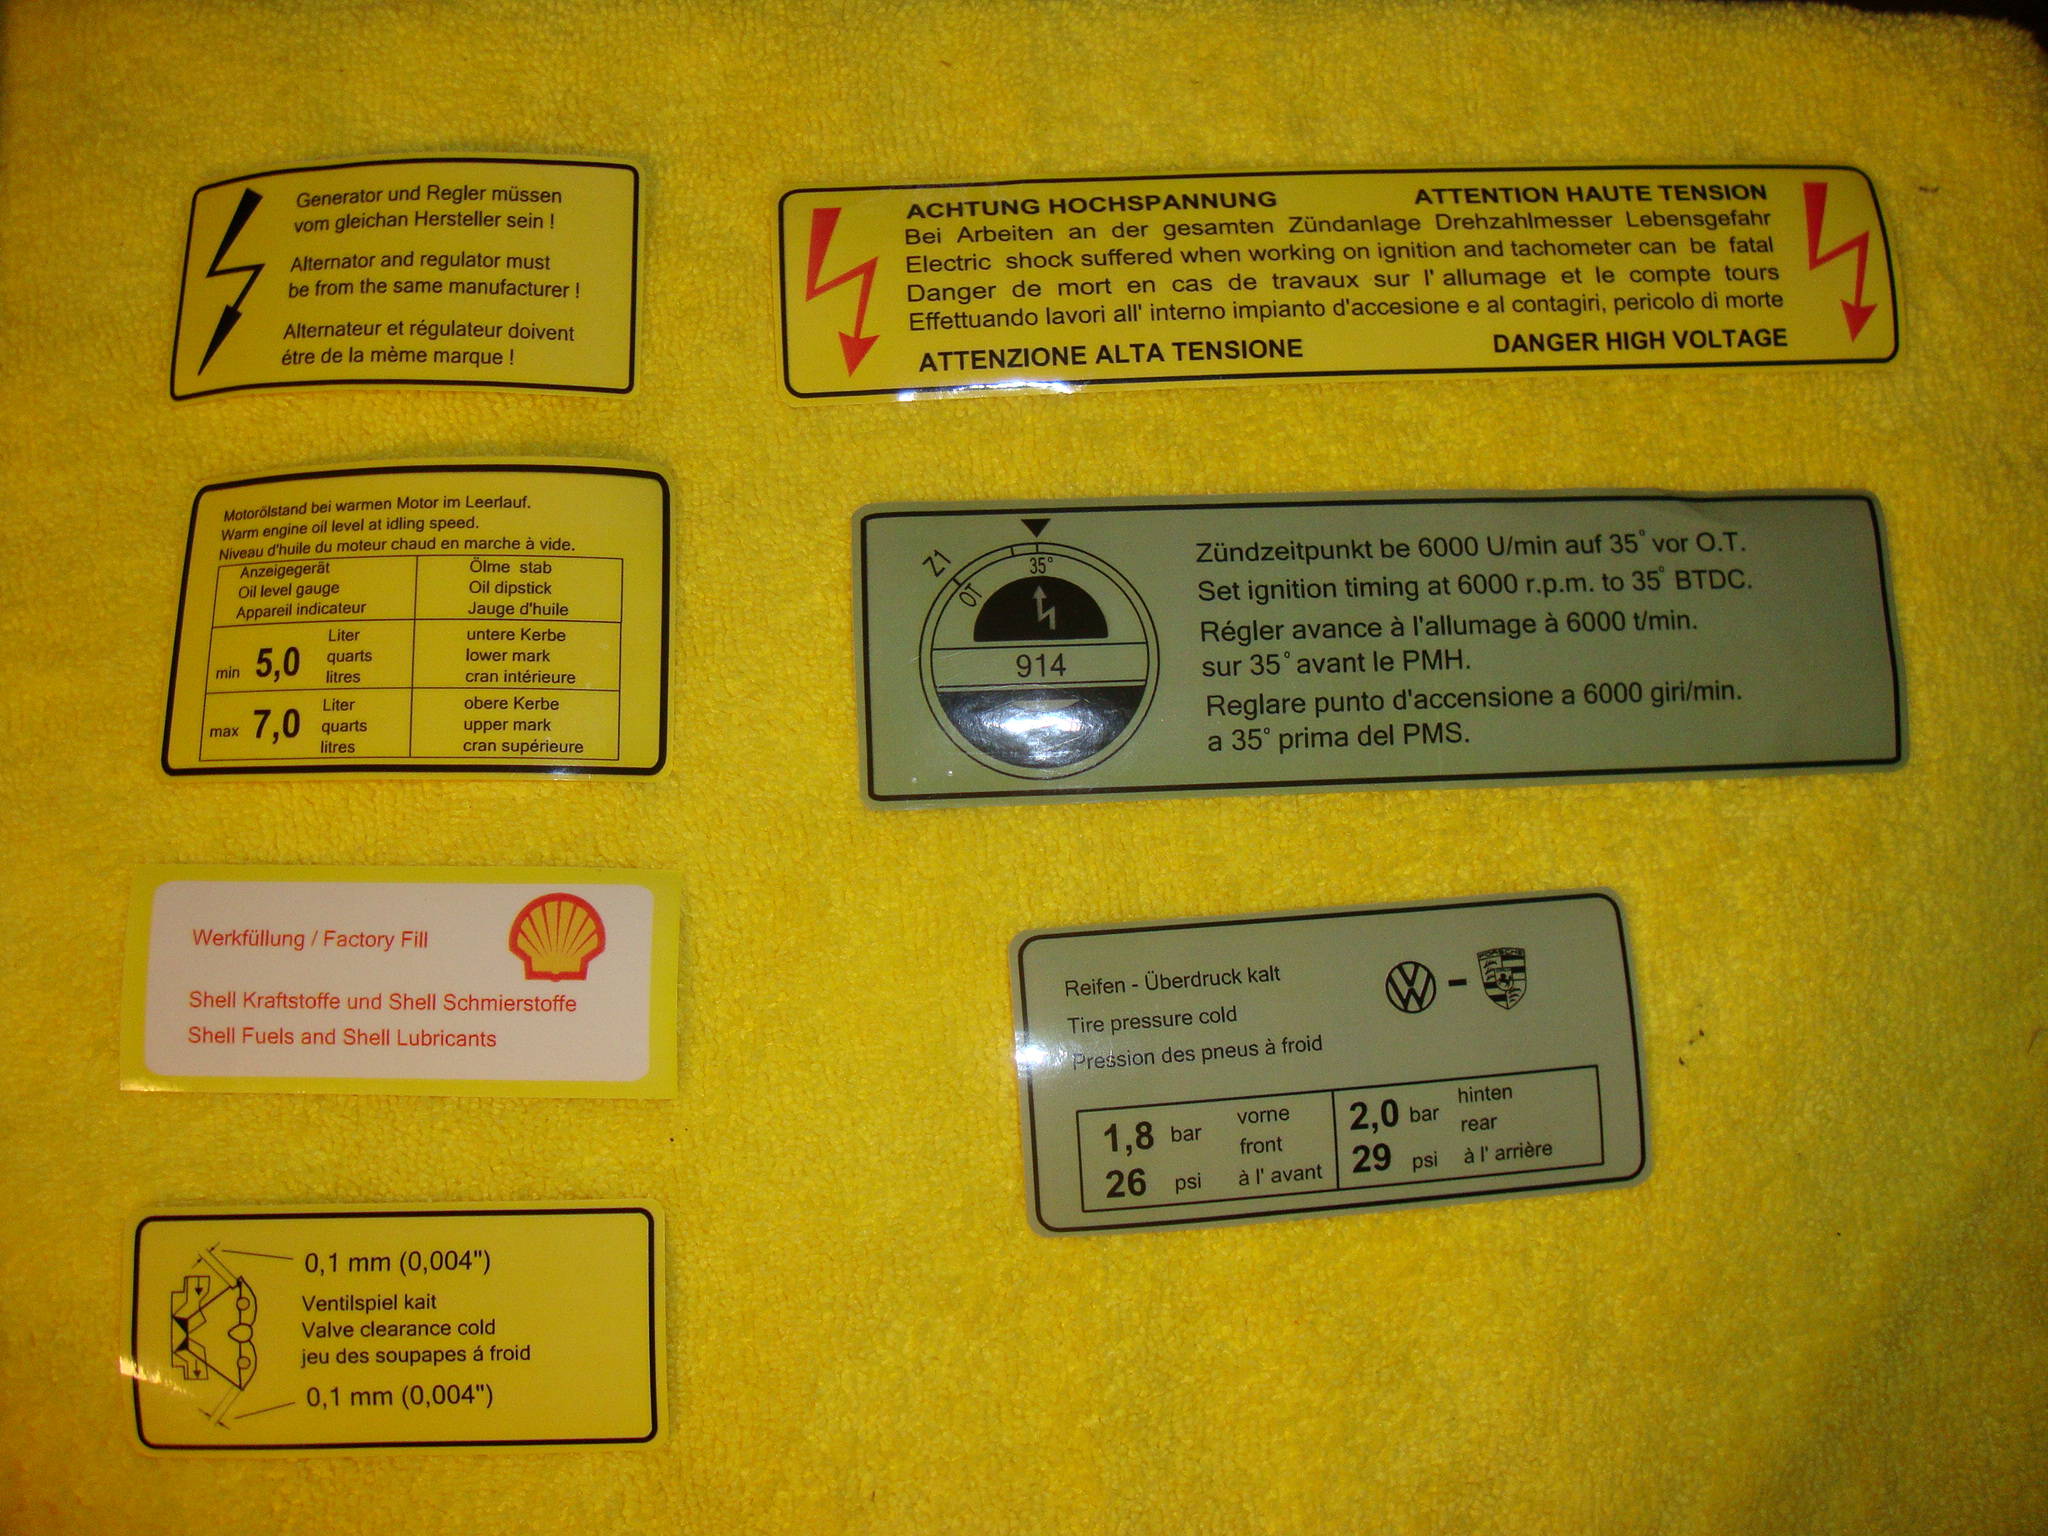 Generator und Regler müssen
vom gleichan Hersteller sein !
Alternator and regulator must
be from the same manufacturer !
Alternateur et régulateur doivent
étre de la mème marque !
ACHTUNG HOCHSPANNUNG ATTENTION HAUTE TENSION
Bei Arbeiten an der gesamten Zündanlage Drehzahlmesser Lebensgefahr
Electric shock suffered when working on ignition and tachometer can be fatal
Danger de mort en cas de travaux sur l' allumage et le compte tours
Effettuando lavori all' interno impianto d'accesione e al contagiri, pericolo di morte
ATTENZIONE ALTA TENSIONE DANGER HIGH VOLTAGE
Motorölstand bei warmen Motor im Leerlauf.
Warm engine oil level at idling speed.
Niveau d'huile du moteur chaud en marche à vide.
Anzeigegerät Ölme stab
Oil level gauge Oil dipstick
Appareil indicateur Jauge d'huile
Liter untere Kerbe
min 5,0 quarts lower mark
litres cran intérieure
Liter obere Kerbe
max 7,0 quarts upper mark
litres cran supérieure
Z1
OT
35°
914
Zündzeitpunkt be 6000 U/min auf 35° vor O.T.
Set ignition timing at 6000 r.p.m. to 35° BTDC.
Régler avance à l'allumage à 6000 t/min.
sur 35° avant le PMH.
Reglare punto d'accensione a 6000 giri/min.
a 35° prima del PMS.
Werkfüllung / Factory Fill
Shell Kraftstoffe und Shell Schmierstoffe
Shell Fuels and Shell Lubricants
PORSCHE
Reifen - Überdruck kalt
Tire pressure cold
Pression des pneus à froid
1,8 bar vorne 2,0 bar hinten
front rear
26 psi à l' avant 29 psi à l' arrière
0,1 mm (0,004")
Ventilspiel kait
Valve clearance cold
jeu des soupapes á froid
0,1 mm (0,004")